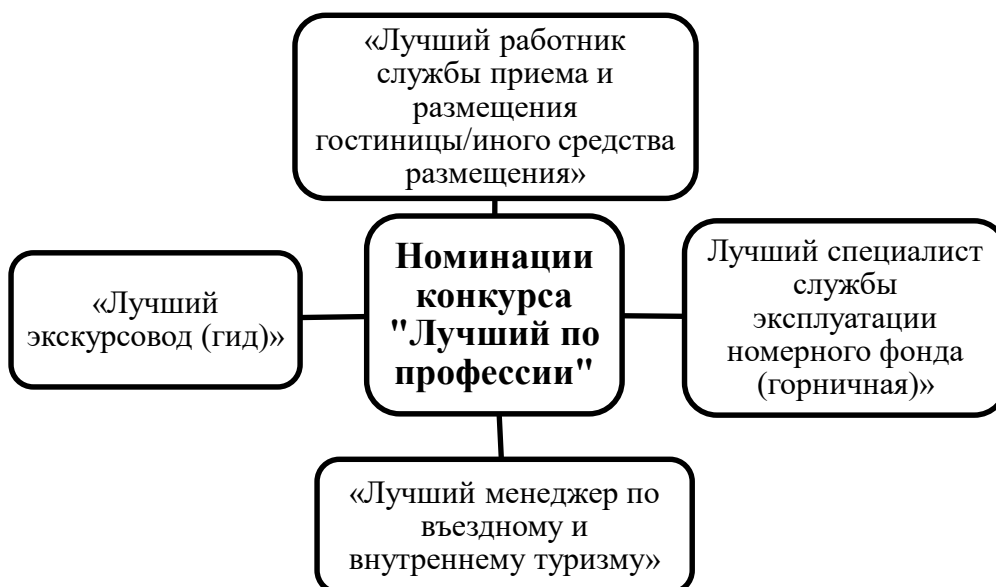 «Лучший работник
службы приема и
размещения
гостиницы/иного средства
размещения»
«Лучший
экскурсовод (гид)»
Номинации
конкурса
"Лучший по
профессии"
Лучший специалист
службы
эксплуатации
номерного фонда
(горничная)»
«Лучший менеджер по
въездному и
внутреннему туризму»